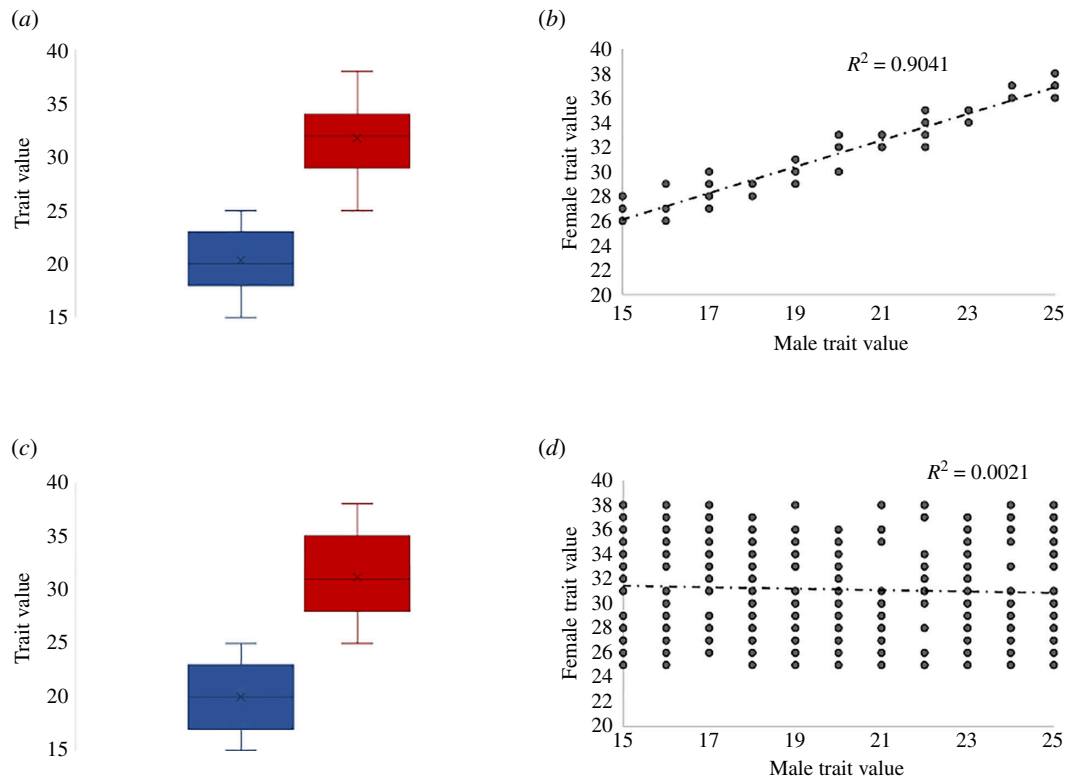 (a)
40
35
30
25
20
15
Trait value
(b)
R² = 0.9041
40
38
36
34
32
30
28
26
24
22
20
Female trait value
15 17 19 21 23 25
Male trait value
(c)
40
35
30
25
20
15
Trait value
(d)
R² = 0.0021
40
38
36
34
32
30
28
26
24
22
20
Female trait value
15 17 19 21 23 25
Male trait value